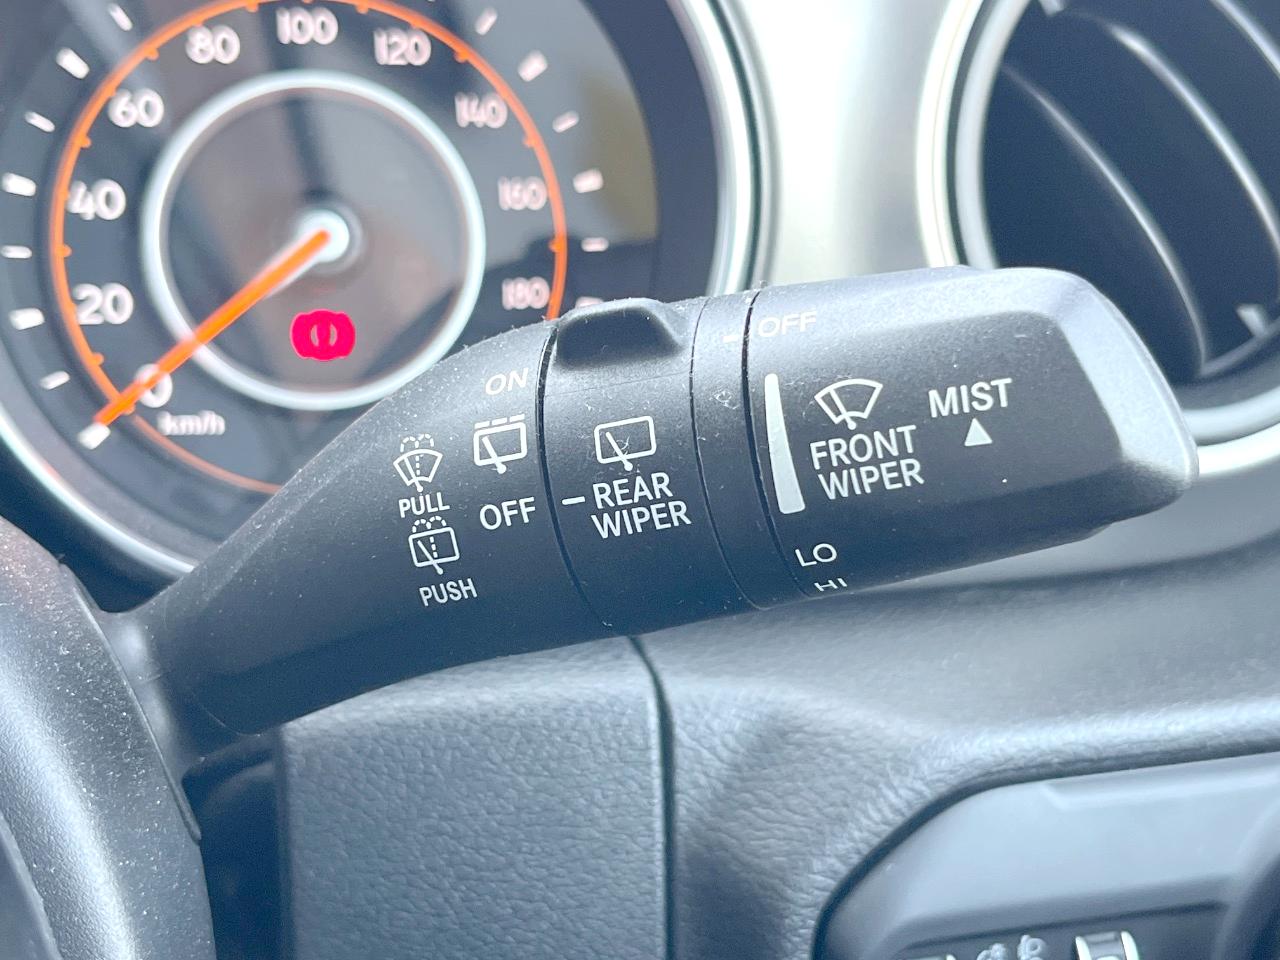 0
20
40
60
80
100
120
140
160
180
km/h
ON
OFF
PULL
PUSH
REAR
WIPER
OFF
FRONT
WIPER
MIST
LO
HI